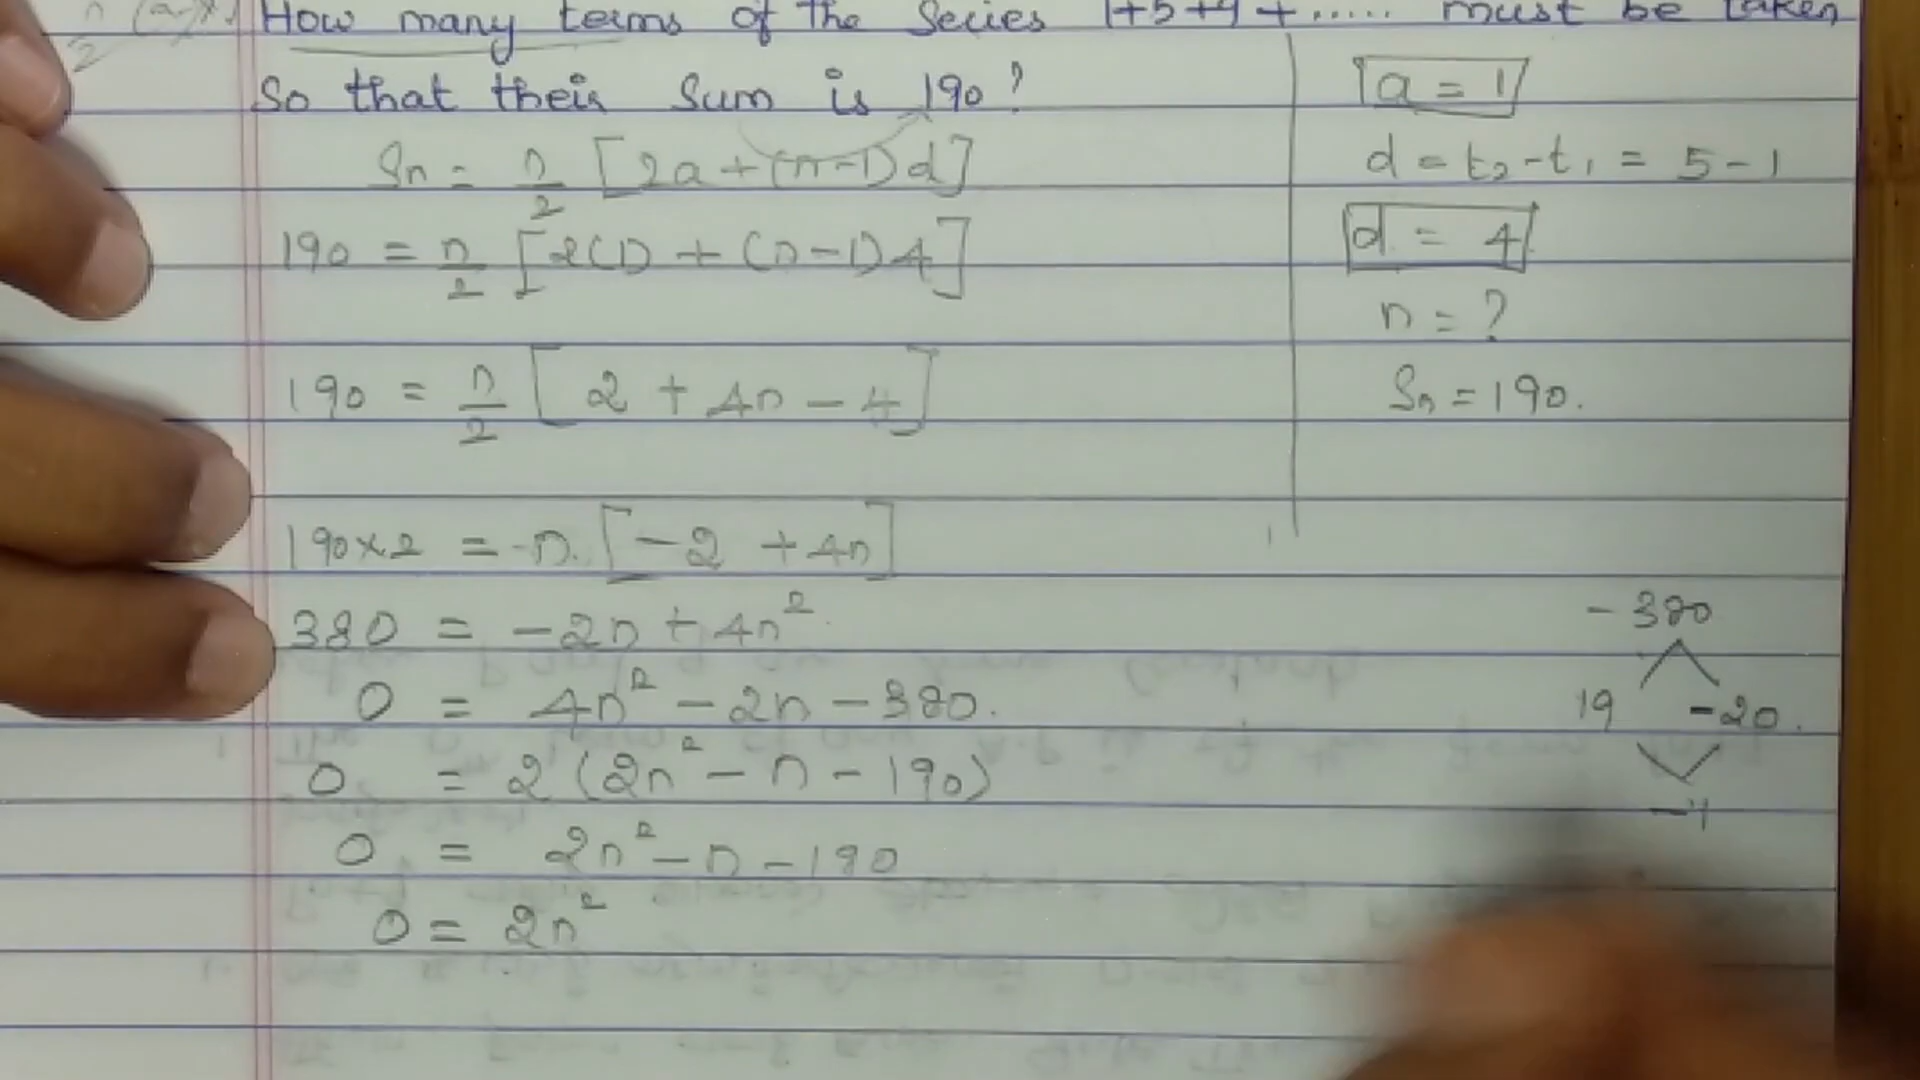 How many terms of the Series 1+5+9+..... must be taken
So that their Sum is 190?
Sn = n/2 [2a+(n-1)d]
190 = n/2 [2(1) + (n-1)4]
190 = n/2 [2 + 4n - 4]
190×2 = n. [-2 + 4n]
380 = -2n + 4n²
0 = 4n² - 2n - 380.
0 = 2(2n² - n - 190)
0 = 2n² - n - 190
0 = 2n²
a = 1
d = t₂-t₁ = 5-1
d = 4
n = ?
Sn = 190.
-380
19 -20.
-1